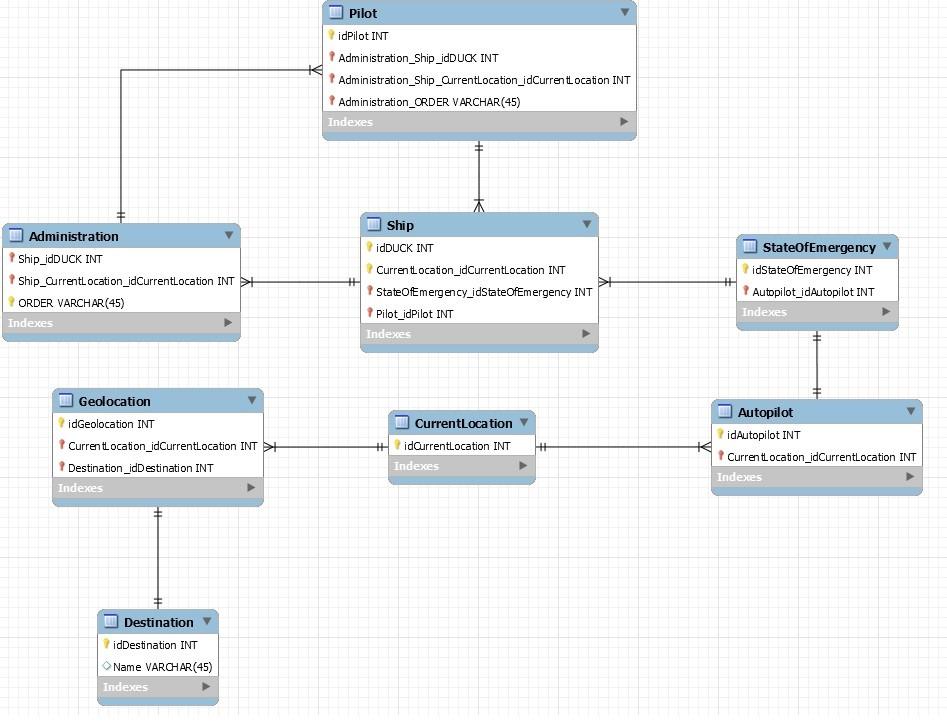 Pilot
idPilot INT
Administration_Ship_idDUCK INT
Administration_Ship_CurrentLocation_idCurrentLocation INT
Administration_ORDER VARCHAR(45)
Indexes
Administration
Ship_idDUCK INT
Ship_CurrentLocation_idCurrentLocation INT
ORDER VARCHAR(45)
Indexes
Ship
idDUCK INT
CurrentLocation_idCurrentLocation INT
StateOfEmergency_idStateOfEmergency INT
Pilot_idPilot INT
Indexes
StateOfEmergency
idStateOfEmergency INT
Autopilot_idAutopilot INT
Indexes
Geolocation
idGeolocation INT
CurrentLocation_idCurrentLocation INT
Destination_idDestination INT
Indexes
CurrentLocation
idCurrentLocation INT
Indexes
Autopilot
idAutopilot INT
CurrentLocation_idCurrentLocation INT
Indexes
Destination
idDestination INT
Name VARCHAR(45)
Indexes